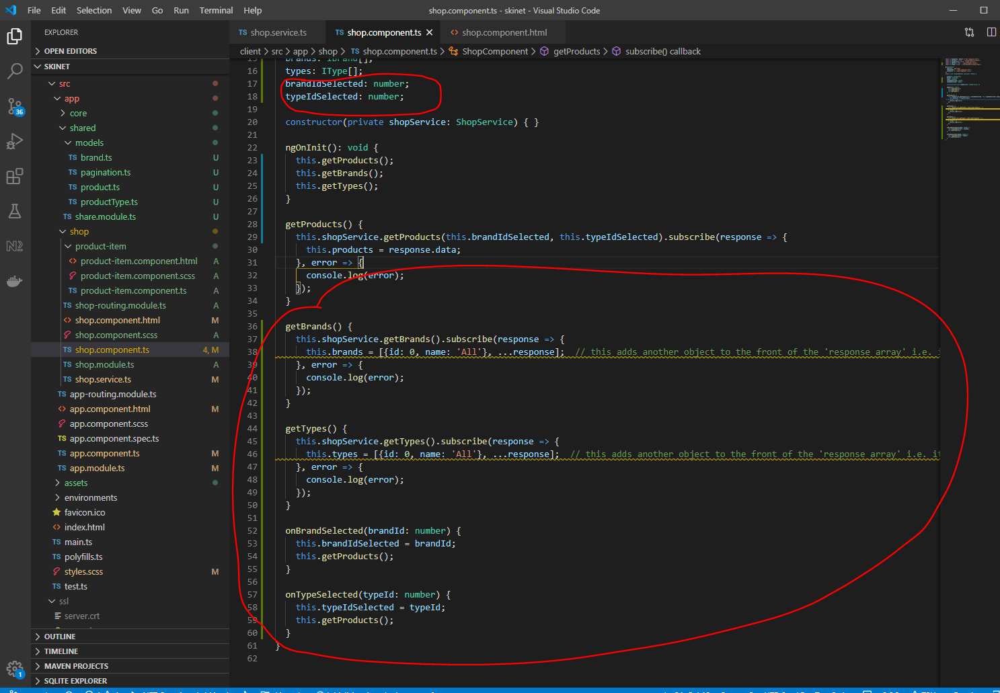 File Edit Selection View Go Run Terminal Help
shop.component.ts - skinet - Visual Studio Code
EXPLORER
OPEN EDITORS
SKINET
src
app
core
shared
models
TS brand.ts U
TS pagination.ts U
TS product.ts U
TS productType.ts U
TS share.module.ts U
shop
product-item
<> product-item.component.html A
product-item.component.scss A
TS product-item.component.ts A
TS shop-routing.module.ts A
<> shop.component.html M
shop.component.scss A
TS shop.component.ts 4, M
TS shop.module.ts A
TS shop.service.ts M
TS app-routing.module.ts
<> app.component.html M
app.component.scss
TS app.component.spec.ts
TS app.component.ts M
TS app.module.ts M
assets
environments
favicon.ico
<> index.html
TS main.ts
TS polyfills.ts
styles.scss M
TS test.ts
ssl
server.crt
OUTLINE
TIMELINE
MAVEN PROJECTS
SQLITE EXPLORER
36
1
TS shop.service.ts
TS shop.component.ts
<> shop.component.html
client > src > app > shop > TS shop.component.ts > ShopComponent > getProducts > subscribe() callback
15 brands: IBrand[];
16 types: IType[];
17 brandIdSelected: number;
18 typeIdSelected: number;
19
20 constructor(private shopService: ShopService) { }
21
22 ngOnInit(): void {
23 this.getProducts();
24 this.getBrands();
25 this.getTypes();
26 }
27
28 getProducts() {
29 this.shopService.getProducts(this.brandIdSelected, this.typeIdSelected).subscribe(response => {
30 this.products = response.data;
31 }, error => {
32 console.log(error);
33 });
34 }
35
36 getBrands() {
37 this.shopService.getBrands().subscribe(response => {
38 this.brands = [{id: 0, name: 'All'}, ...response]; // this adds another object to the front of the 'response array' i.e. i
39 }, error => {
40 console.log(error);
41 });
42 }
43
44 getTypes() {
45 this.shopService.getTypes().subscribe(response => {
46 this.types = [{id: 0, name: 'All'}, ...response]; // this adds another object to the front of the 'response array' i.e. it
47 }, error => {
48 console.log(error);
49 });
50 }
51
52 onBrandSelected(brandId: number) {
53 this.brandIdSelected = brandId;
54 this.getProducts();
55 }
56
57 onTypeSelected(typeId: number) {
58 this.typeIdSelected = typeId;
59 this.getProducts();
60 }
61 }
62